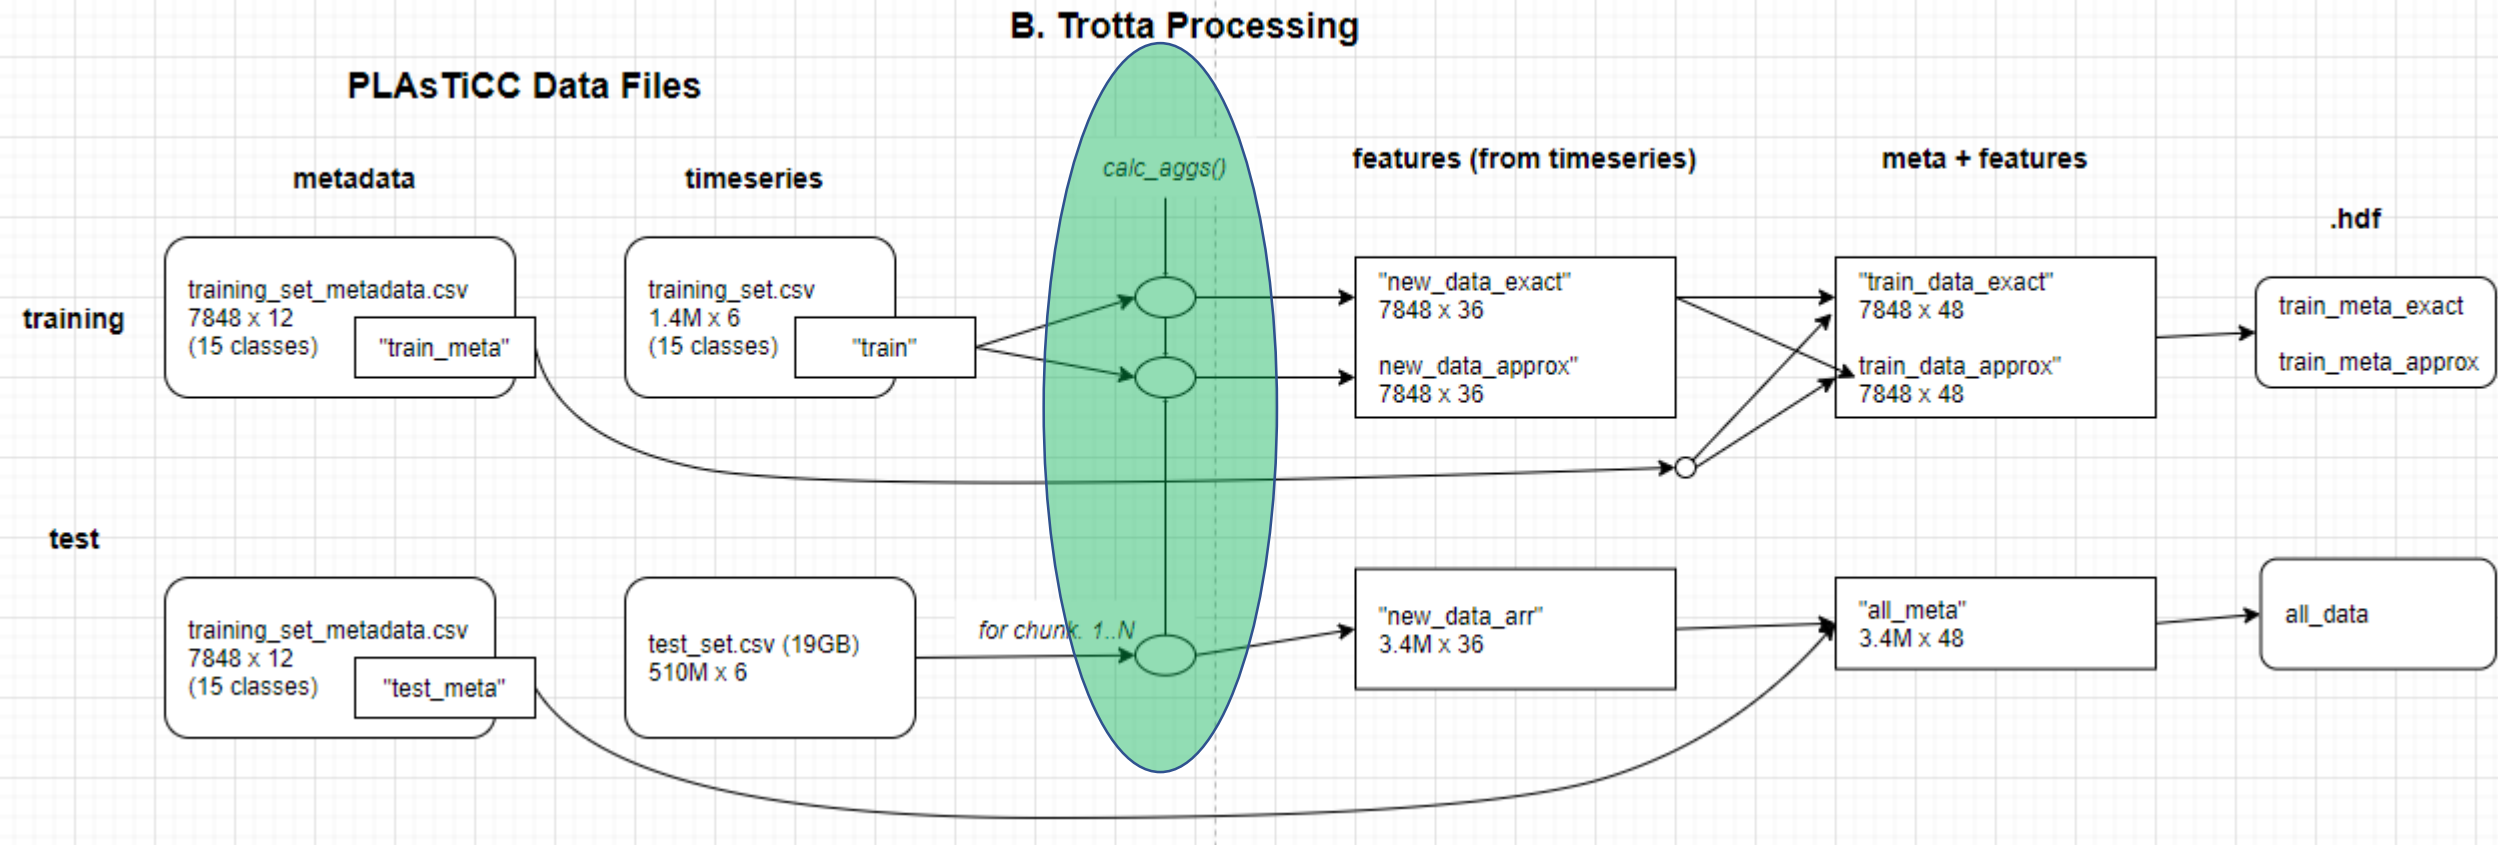 B. Trotta Processing
PLAsTiCC Data Files
metadata
timeseries
calc_aggs()
features (from timeseries)
meta + features
.hdf
training
training_set_metadata.csv
7848 x 12
(15 classes)
"train_meta"
training_set.csv
1.4M x 6
(15 classes)
"train"
"new_data_exact"
7848 x 36
new_data_approx"
7848 x 36
"train_data_exact"
7848 x 48
train_data_approx"
7848 x 48
train_meta_exact
train_meta_approx
test
training_set_metadata.csv
7848 x 12
(15 classes)
"test_meta"
test_set.csv (19GB)
510M x 6
for chunk. 1..N
"new_data_arr"
3.4M x 36
"all_meta"
3.4M x 48
all_data